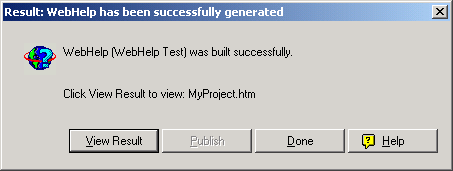 Result: WebHelp has been successfully generated
WebHelp (WebHelp Test) was built successfully.
Click View Result to view: MyProject.htm
View Result Publish Done Help